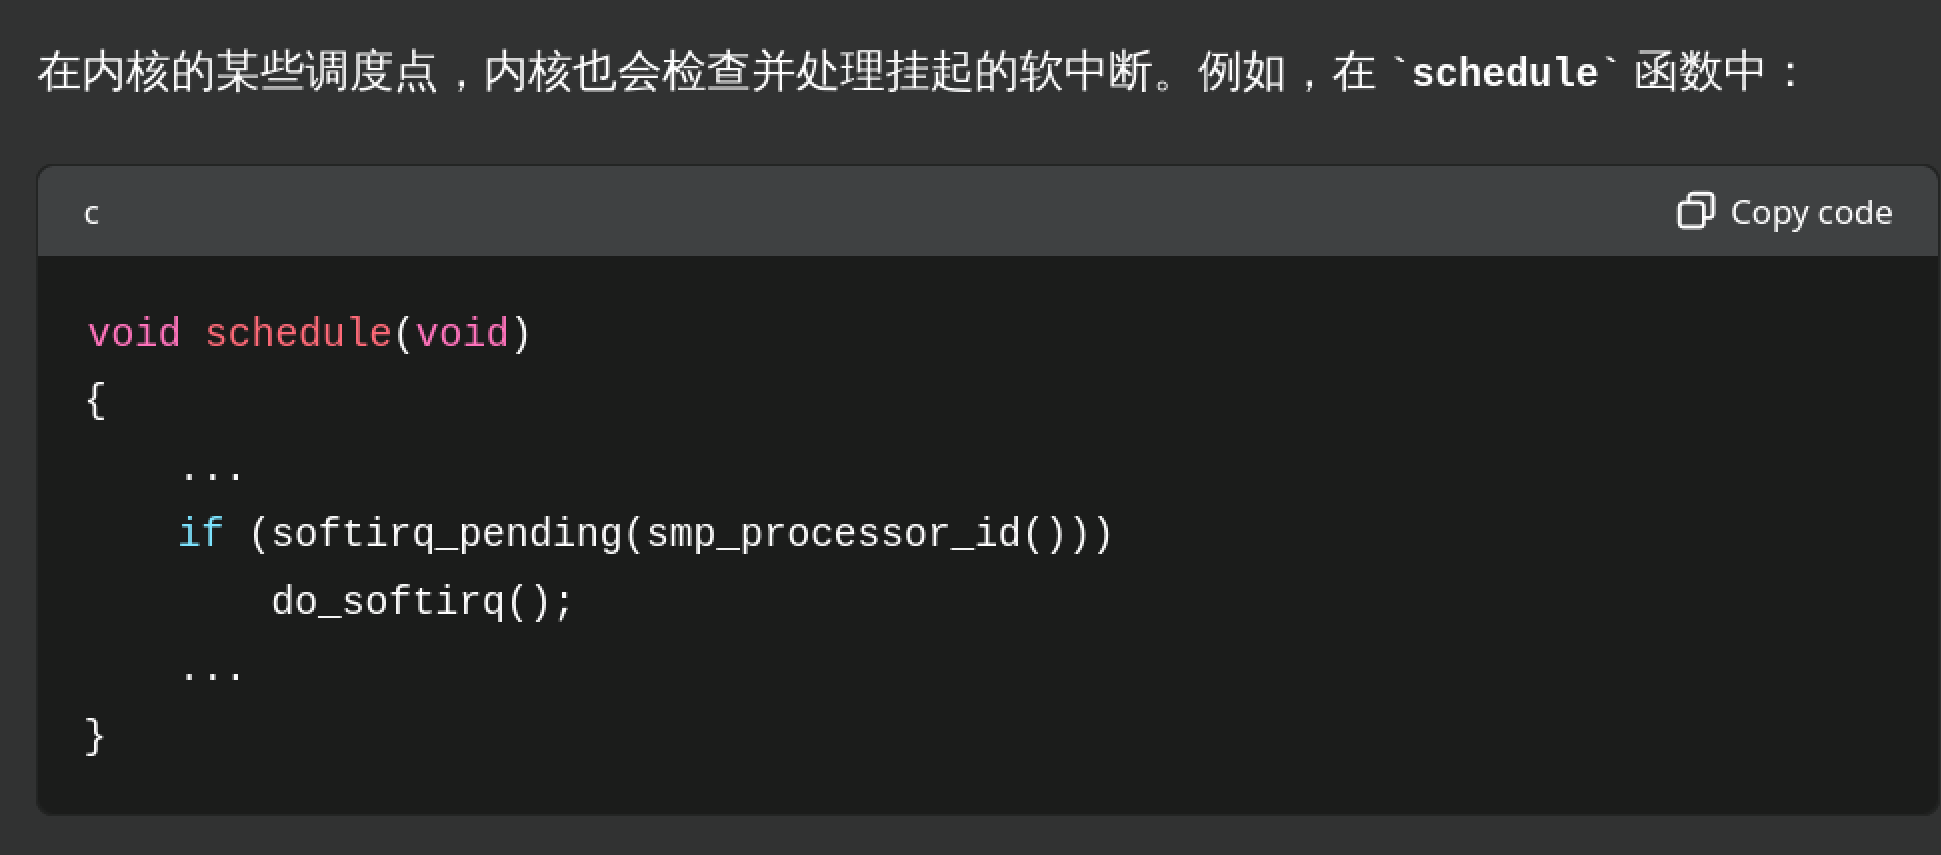 在内核的某些调度点，内核也会检查并处理挂起的软中断。例如，在 `schedule` 函数中：
c
Copy code
void schedule(void)
{
    ...
    if (softirq_pending(smp_processor_id()))
        do_softirq();
    ...
}